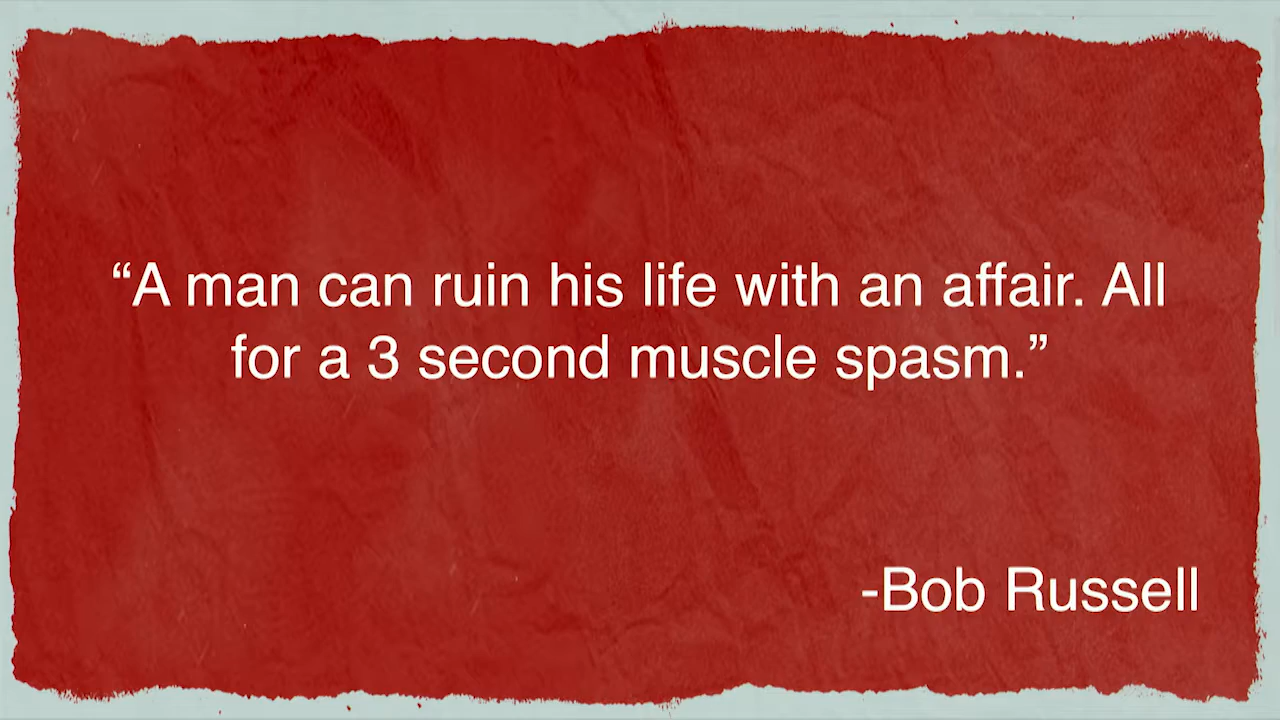 “A man can ruin his life with an affair. All
for a 3 second muscle spasm.”
-Bob Russell